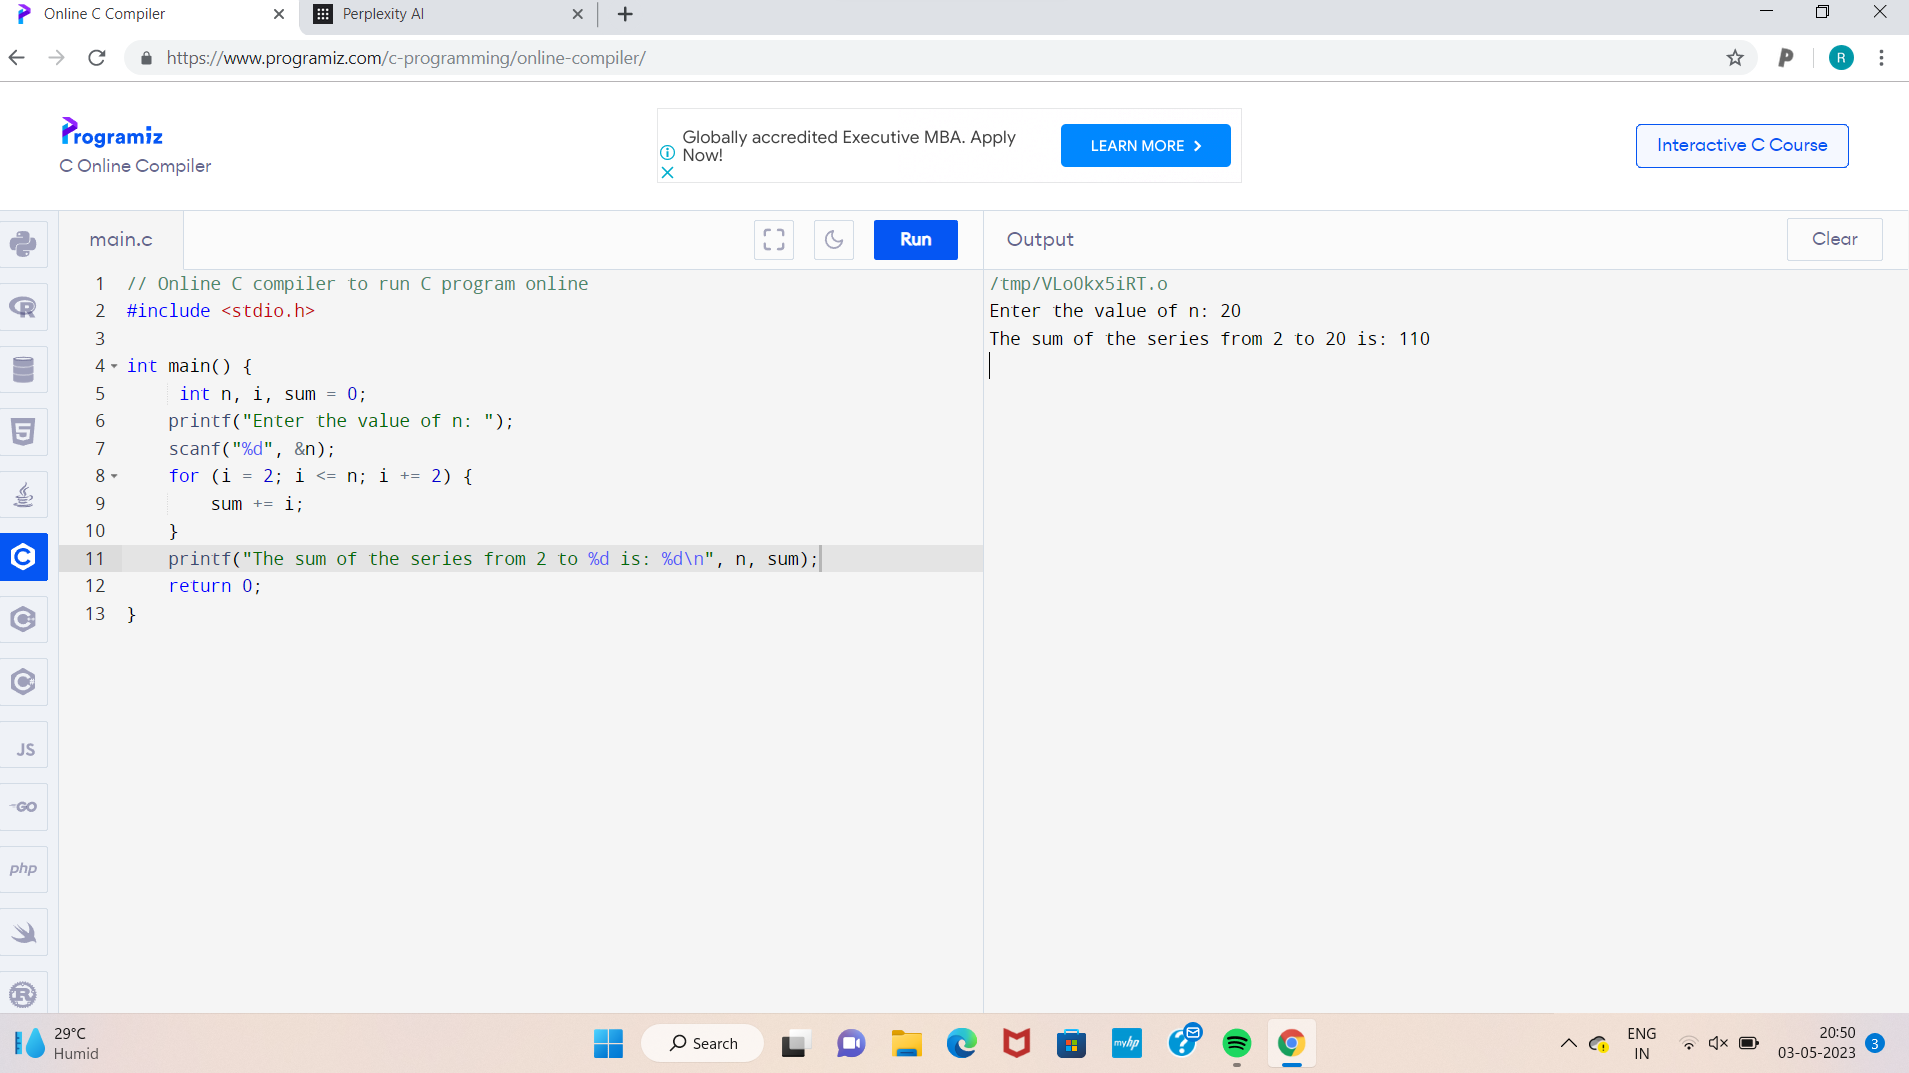 Online C Compiler
Perplexity AI
https://www.programiz.com/c-programming/online-compiler/
R
Programiz
C Online Compiler
Globally accredited Executive MBA. Apply
Now!
LEARN MORE
Interactive C Course
main.c
Run
Output
Clear
1 // Online C compiler to run C program online
2 #include <stdio.h>
3
4 int main() {
5 int n, i, sum = 0;
6 printf("Enter the value of n: ");
7 scanf("%d", &n);
8 for (i = 2; i <= n; i += 2) {
9 sum += i;
10 }
11 printf("The sum of the series from 2 to %d is: %d\n", n, sum);
12 return 0;
13 }
/tmp/VLoOkx5iRT.o
Enter the value of n: 20
The sum of the series from 2 to 20 is: 110
R
5
C
C
C
JS
GO
php
R
29°C
Humid
Search
myhp
ENG
IN
20:50
03-05-2023
3